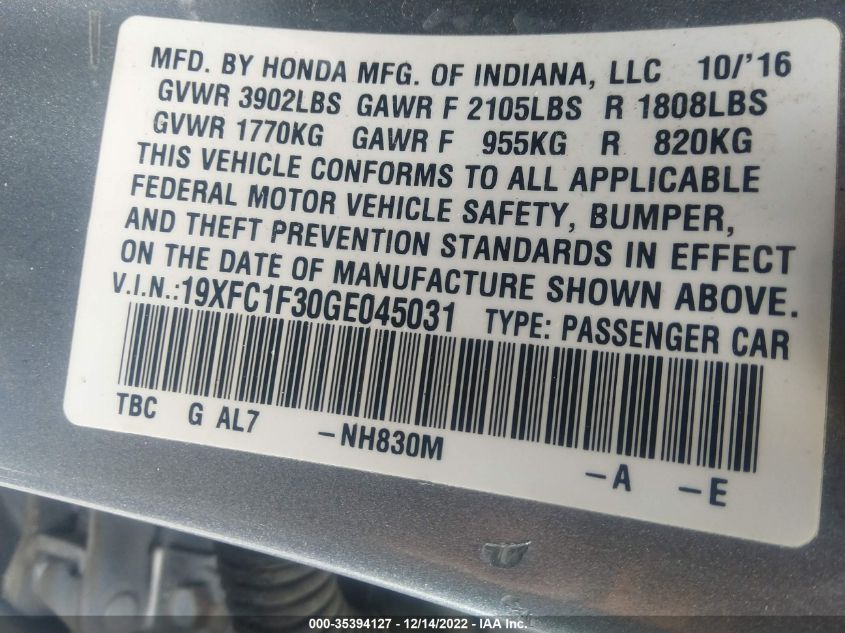 MFD. BY HONDA MFG. OF INDIANA, LLC 10/'16
GVWR 3902LBS GAWR F 2105LBS R 1808LBS
GVWR 1770KG GAWR F 955KG R 820KG
THIS VEHICLE CONFORMS TO ALL APPLICABLE
FEDERAL MOTOR VEHICLE SAFETY, BUMPER,
AND THEFT PREVENTION STANDARDS IN EFFECT
ON THE DATE OF MANUFACTURE SHOWN ABOVE.
V.I.N.:19XFC1F30GE045031 TYPE: PASSENGER CAR
TBC G AL7 -NH830M -A -E
000-35394127 - 12/14/2022 - IAA Inc.